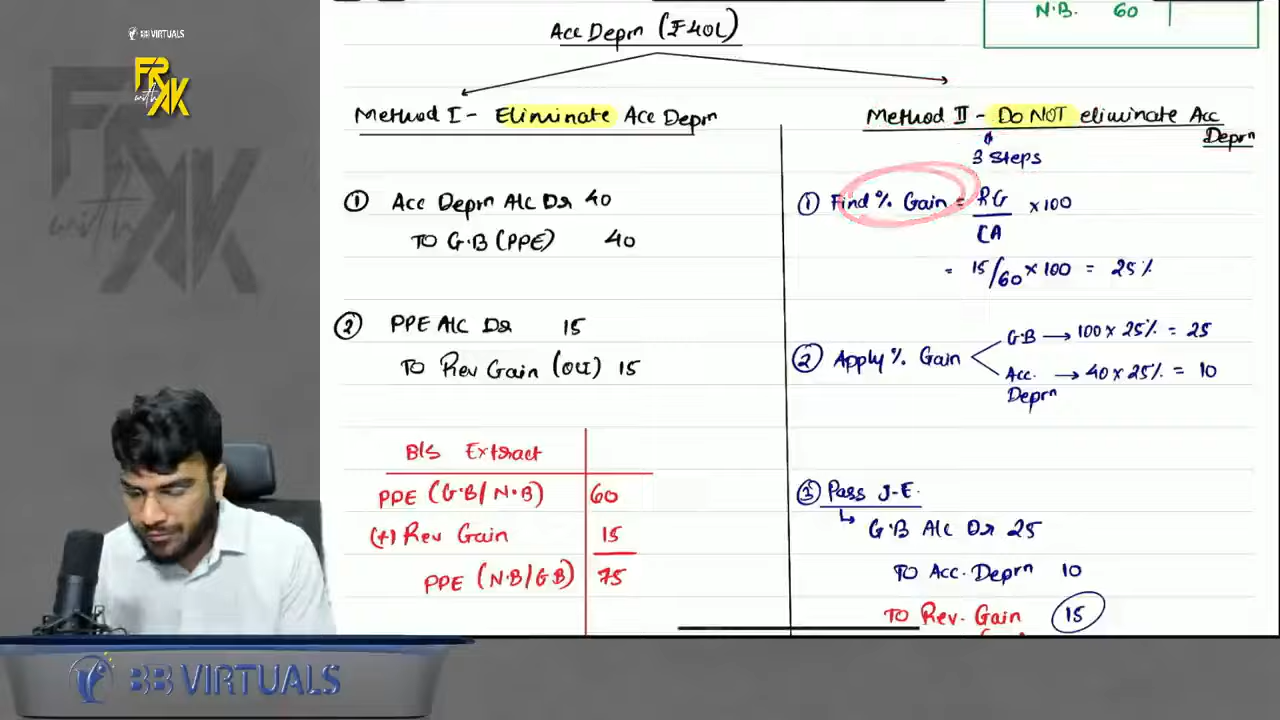 BB VIRTUALS
FR
with AK
FR
with AK
N.B. 60
Acc Deprn (₹40L)
Method I - Eliminate Acc Deprn
① Acc Deprn A/c Dr 40
TO G.B (PPE) 40
② PPE A/c Dr 15
TO Rev Gain (OCI) 15
B/S Extract
PPE (G.B/N.B) 60
(+) Rev Gain 15
PPE (N.B/G.B) 75
Method II - Do NOT eliminate Acc
Deprn
3 Steps
① Find % Gain = RG × 100
CA
= 15/60 × 100 = 25%
② Apply % Gain
G.B → 100 × 25% = 25
Acc. → 40 × 25% = 10
Deprn
③ Pass J.E.
G.B A/c Dr 25
TO Acc. Deprn 10
TO Rev. Gain 15
BB VIRTUALS